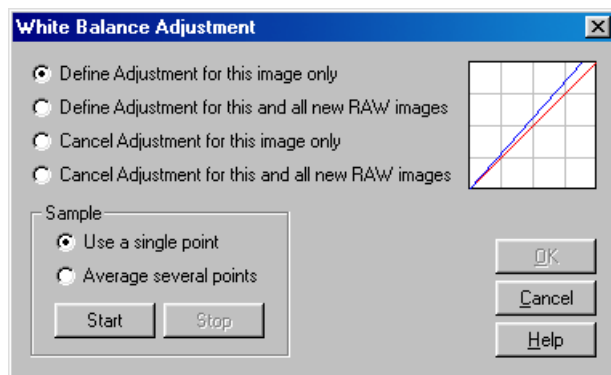 White Balance Adjustment
Define Adjustment for this image only
Define Adjustment for this and all new RAW images
Cancel Adjustment for this image only
Cancel Adjustment for this and all new RAW images
Sample
Use a single point
Average several points
Start Stop
OK
Cancel
Help